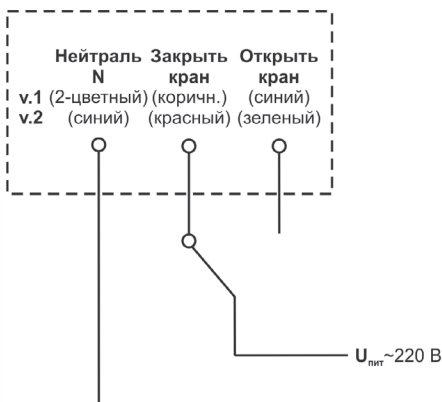 Нейтраль Закрыть Открыть
N кран кран
v.1 (2-цветный) (коричн.) (синий)
v.2 (синий) (красный) (зеленый)
Uпит~220 В